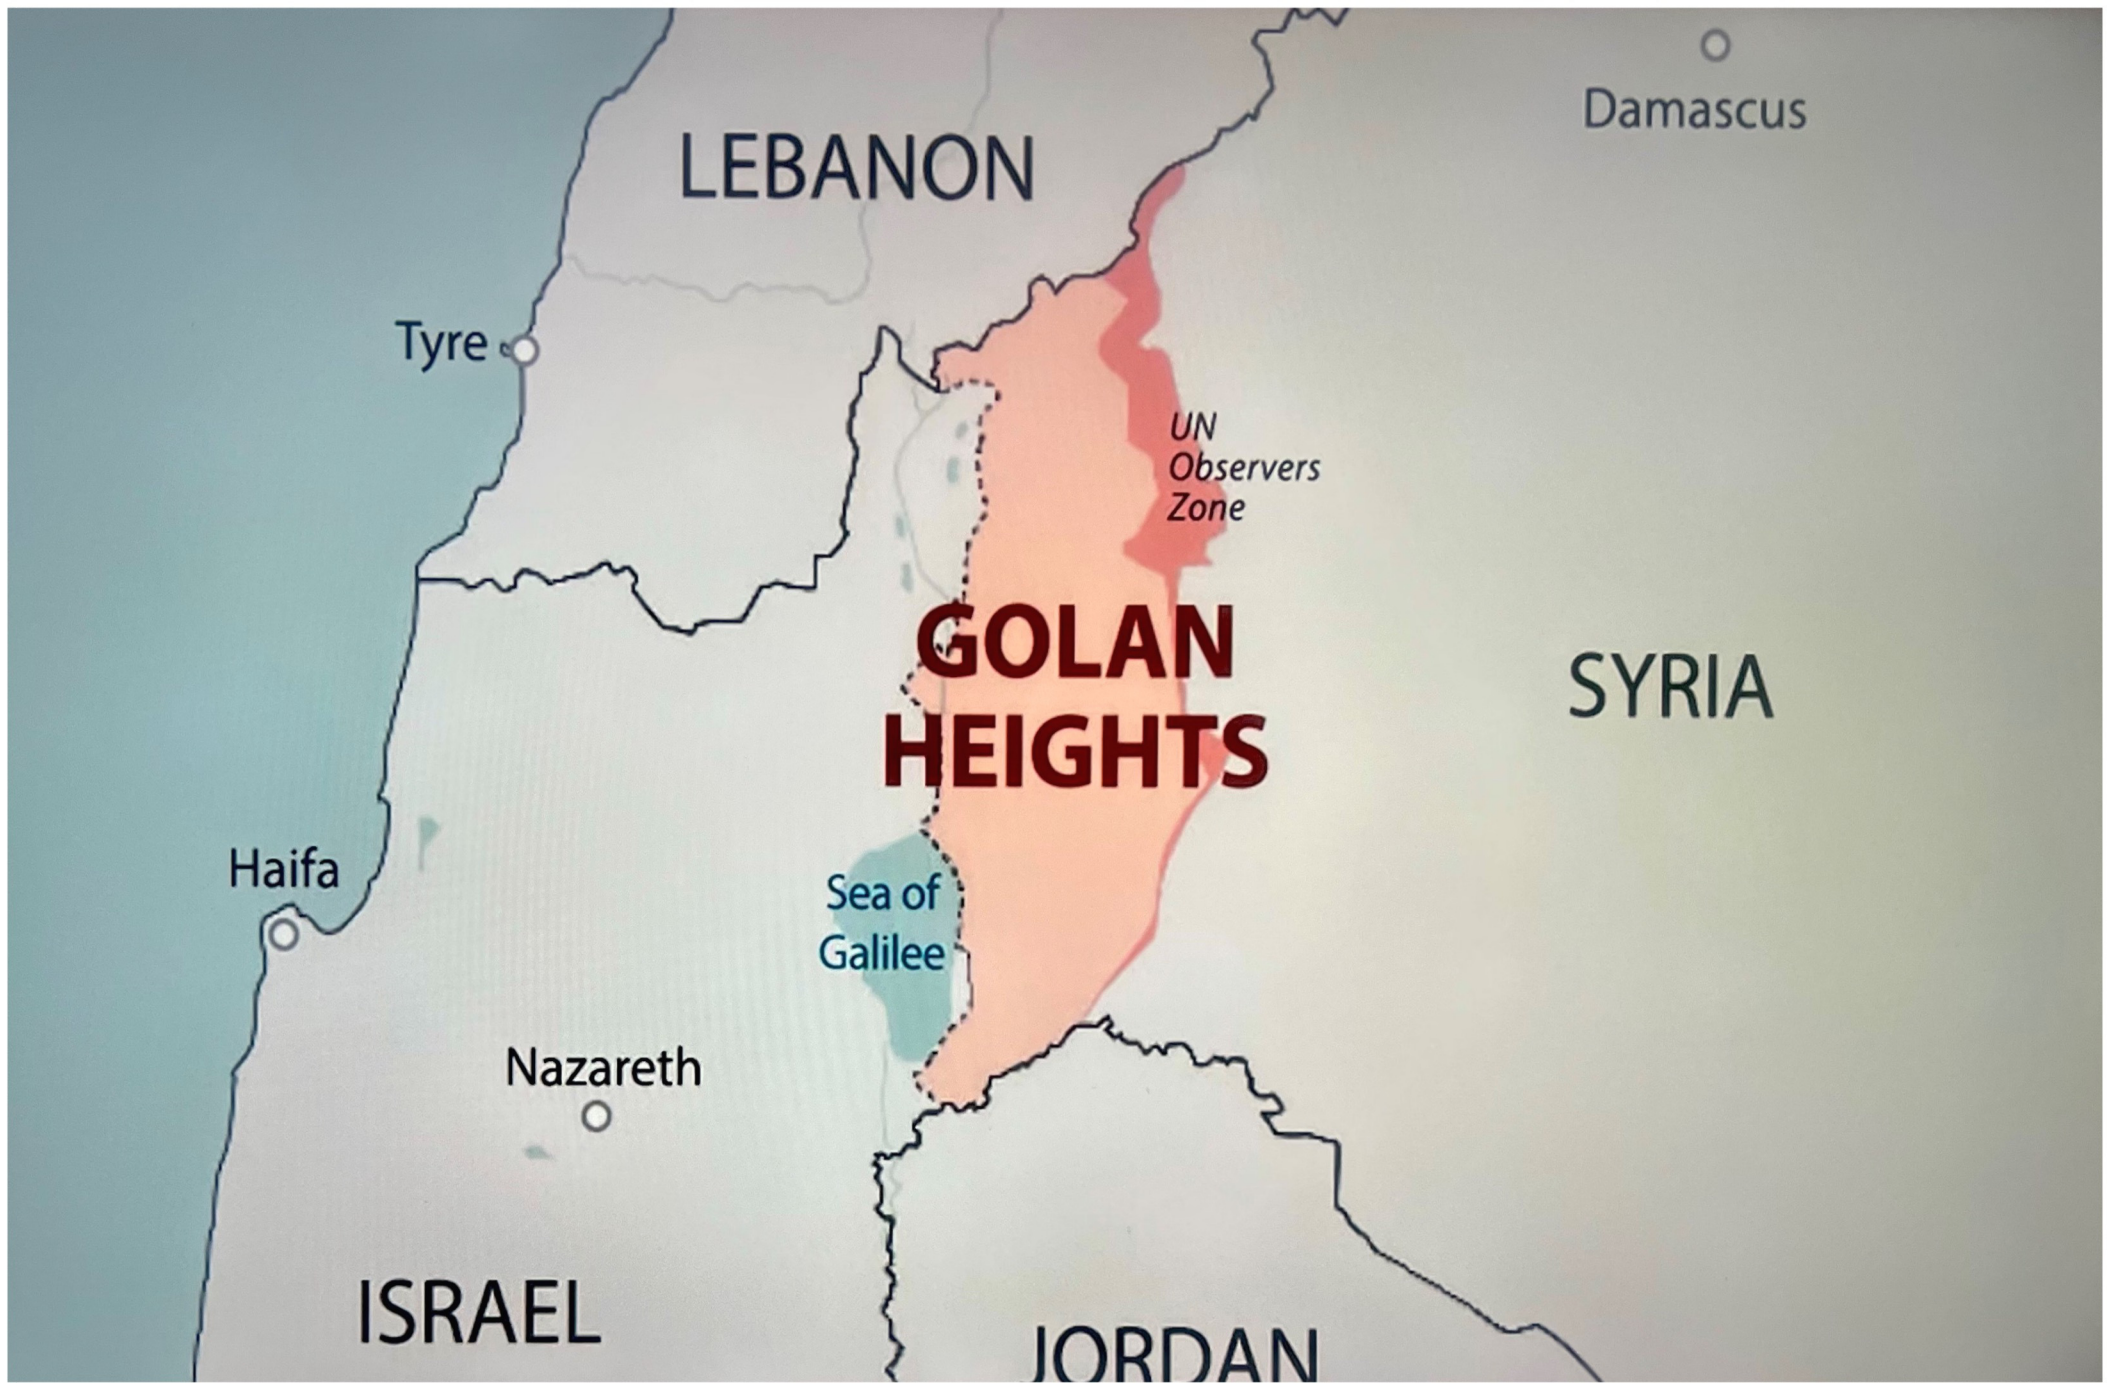 Damascus
LEBANON
Tyre
UN
Observers
Zone
GOLAN
HEIGHTS
SYRIA
Haifa
Sea of
Galilee
Nazareth
ISRAEL
JORDAN